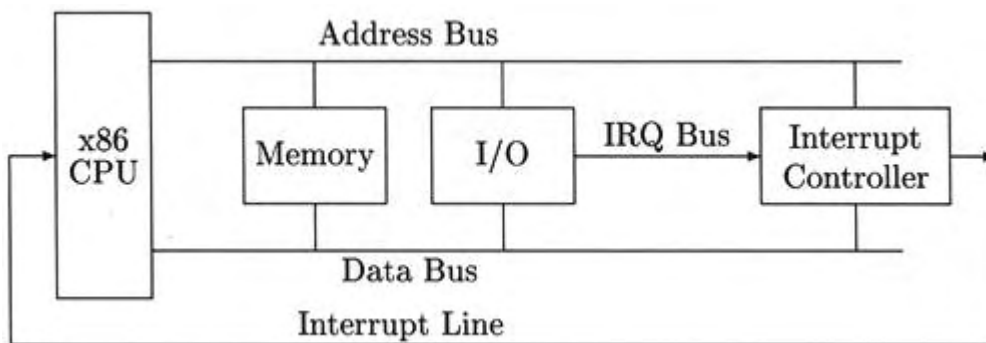 Address Bus
x86
CPU
Memory
I/O
IRQ Bus
Interrupt
Controller
Data Bus
Interrupt Line